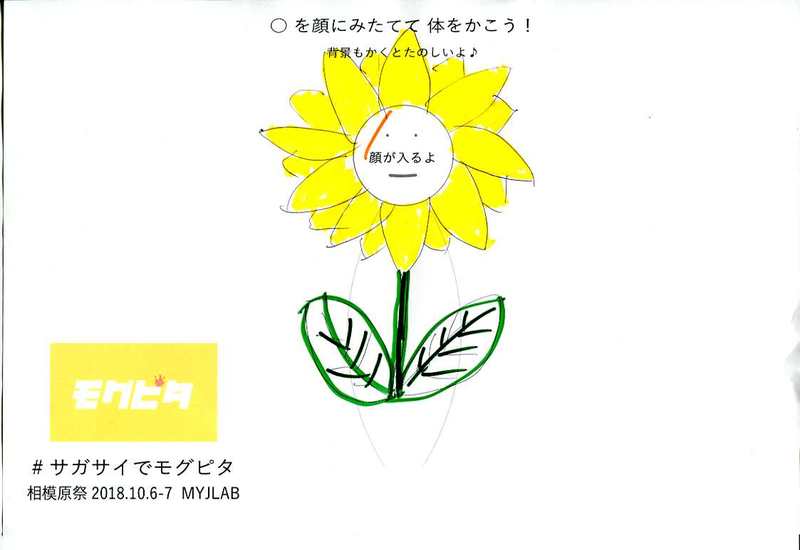 ○ を顔にみたてて 体をかこう！
背景もかくとたのしいよ♪
顔が入るよ
モグピタ
# サガサイでモグピタ
相模原祭 2018.10.6-7 MYJLAB